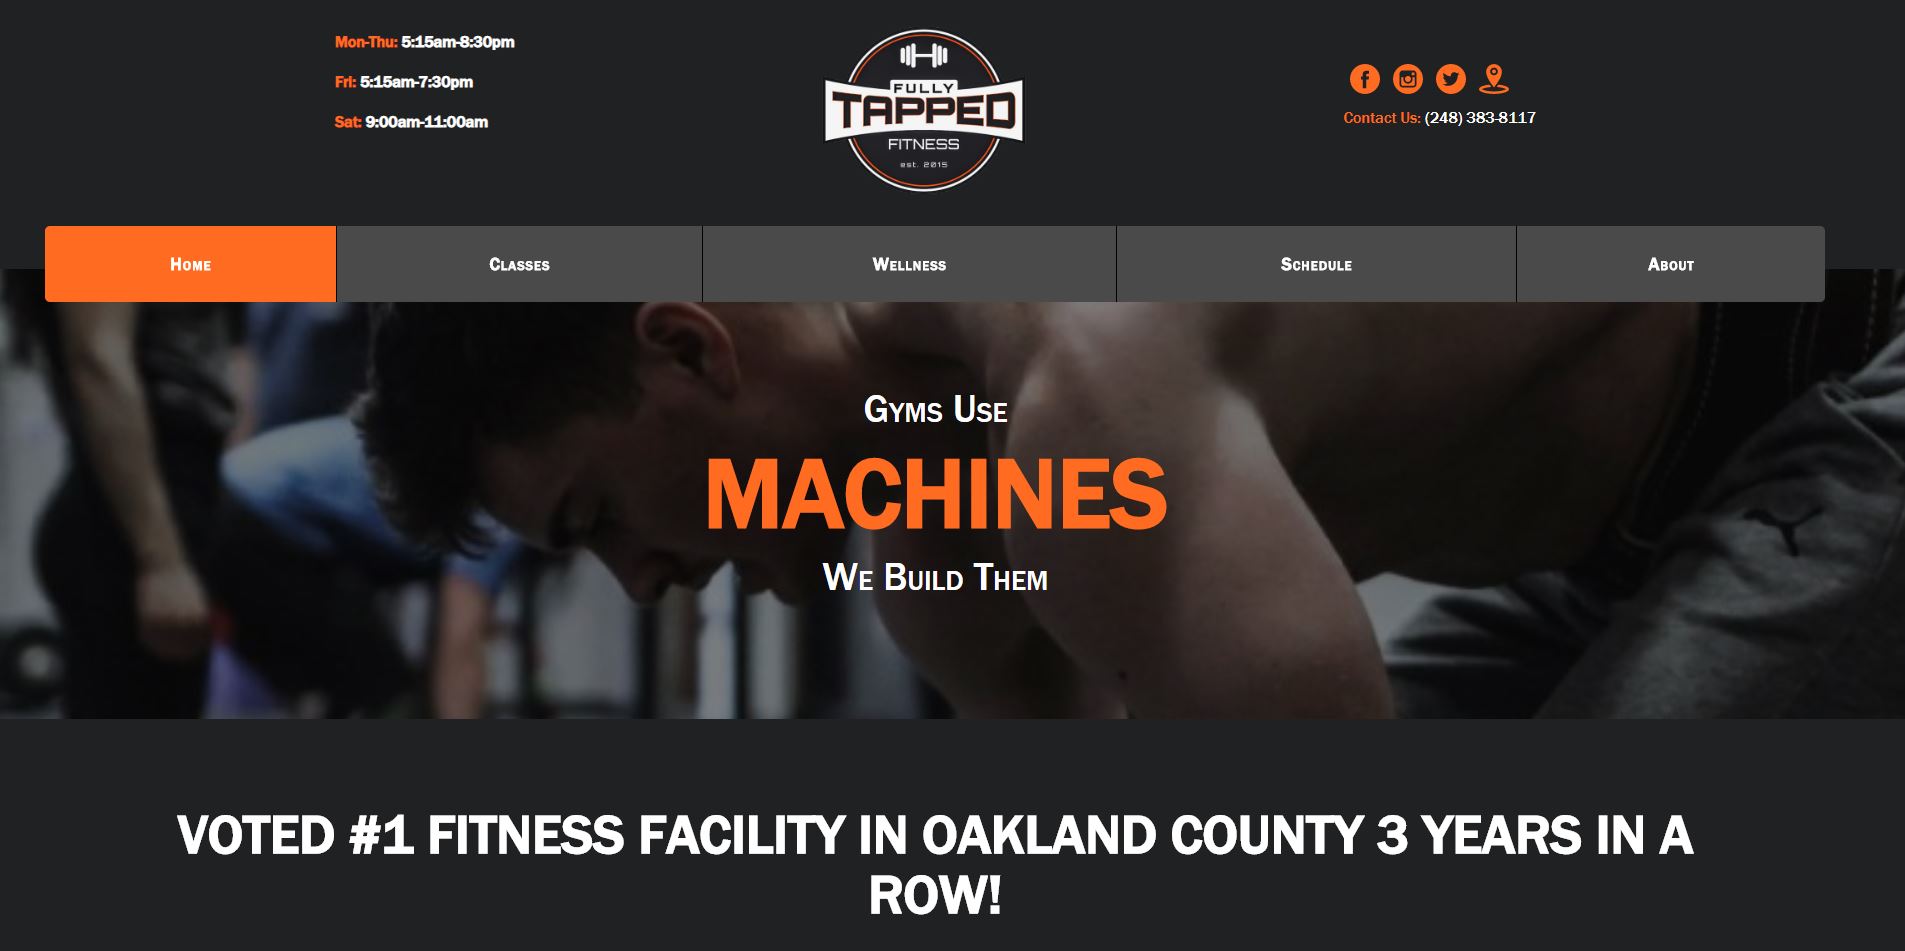 Mon-Thu: 5:15am-8:30pm
Fri: 5:15am-7:30pm
Sat: 9:00am-11:00am
FULLY
TAPPED
FITNESS
est. 2015
Contact Us: (248) 383-8117
Home
Classes
Wellness
Schedule
About
Gyms Use
MACHINES
We Build Them
VOTED #1 FITNESS FACILITY IN OAKLAND COUNTY 3 YEARS IN A
ROW!